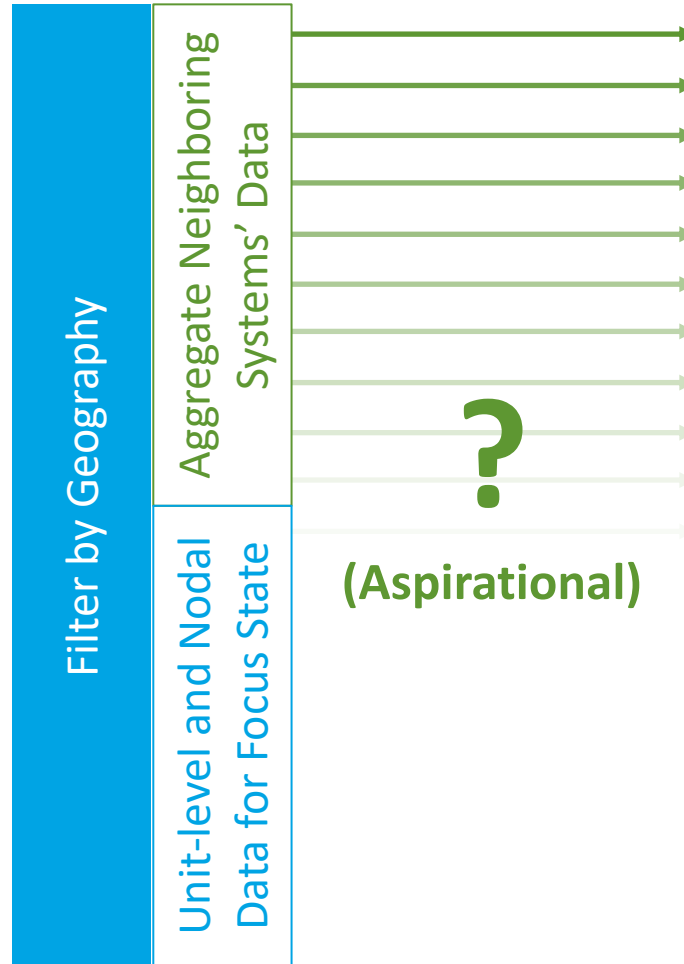 Filter by Geography
Aggregate Neighboring
Systems’ Data
Unit-level and Nodal
Data for Focus State
?
(Aspirational)